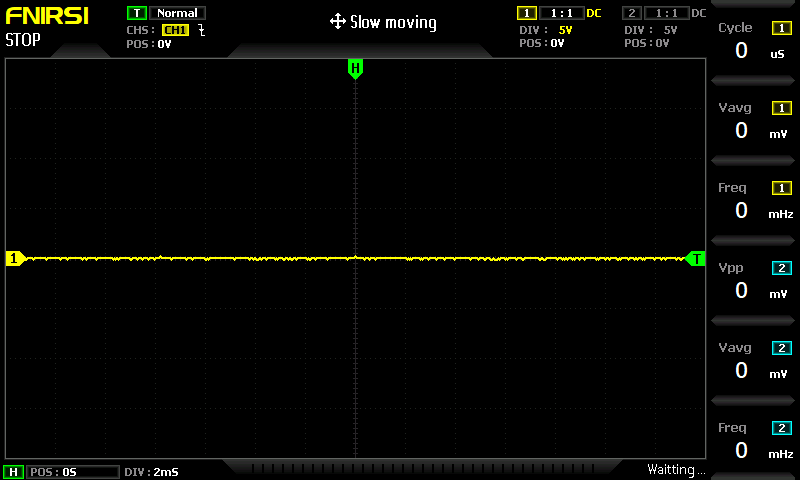 FNIRSI
STOP
T Normal
CHS: CH1
POS: 0V
Slow moving
1 1:1 DC
DIV: 5V
POS: 0V
2 1:1 DC
DIV: 5V
POS: 0V
H
1
T
Cycle 1
0 uS
Vavg 1
0 mV
Freq 1
0 mHz
Vpp 2
0 mV
Vavg 2
0 mV
Freq 2
0 mHz
H POS: 0S DIV: 2mS
Waitting...